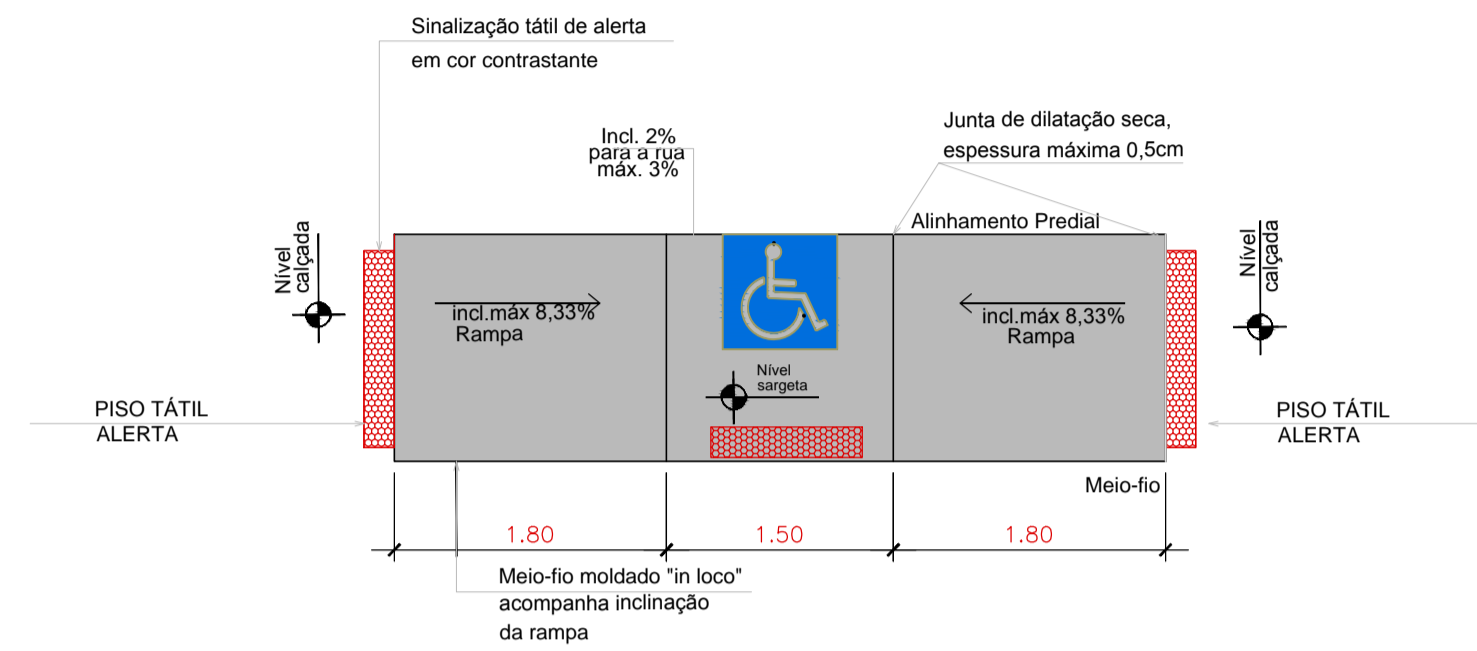 Sinalização tátil de alerta
em cor contrastante
Incl. 2%
para a rua
máx. 3%
Junta de dilatação seca,
espessura máxima 0,5cm
Alinhamento Predial
Nível
calçada
Nível
calçada
incl.máx 8,33%
Rampa
incl.máx 8,33%
Rampa
Nível
sargeta
PISO TÁTIL
ALERTA
PISO TÁTIL
ALERTA
Meio-fio
1.80
1.50
1.80
Meio-fio moldado "in loco"
acompanha inclinação
da rampa